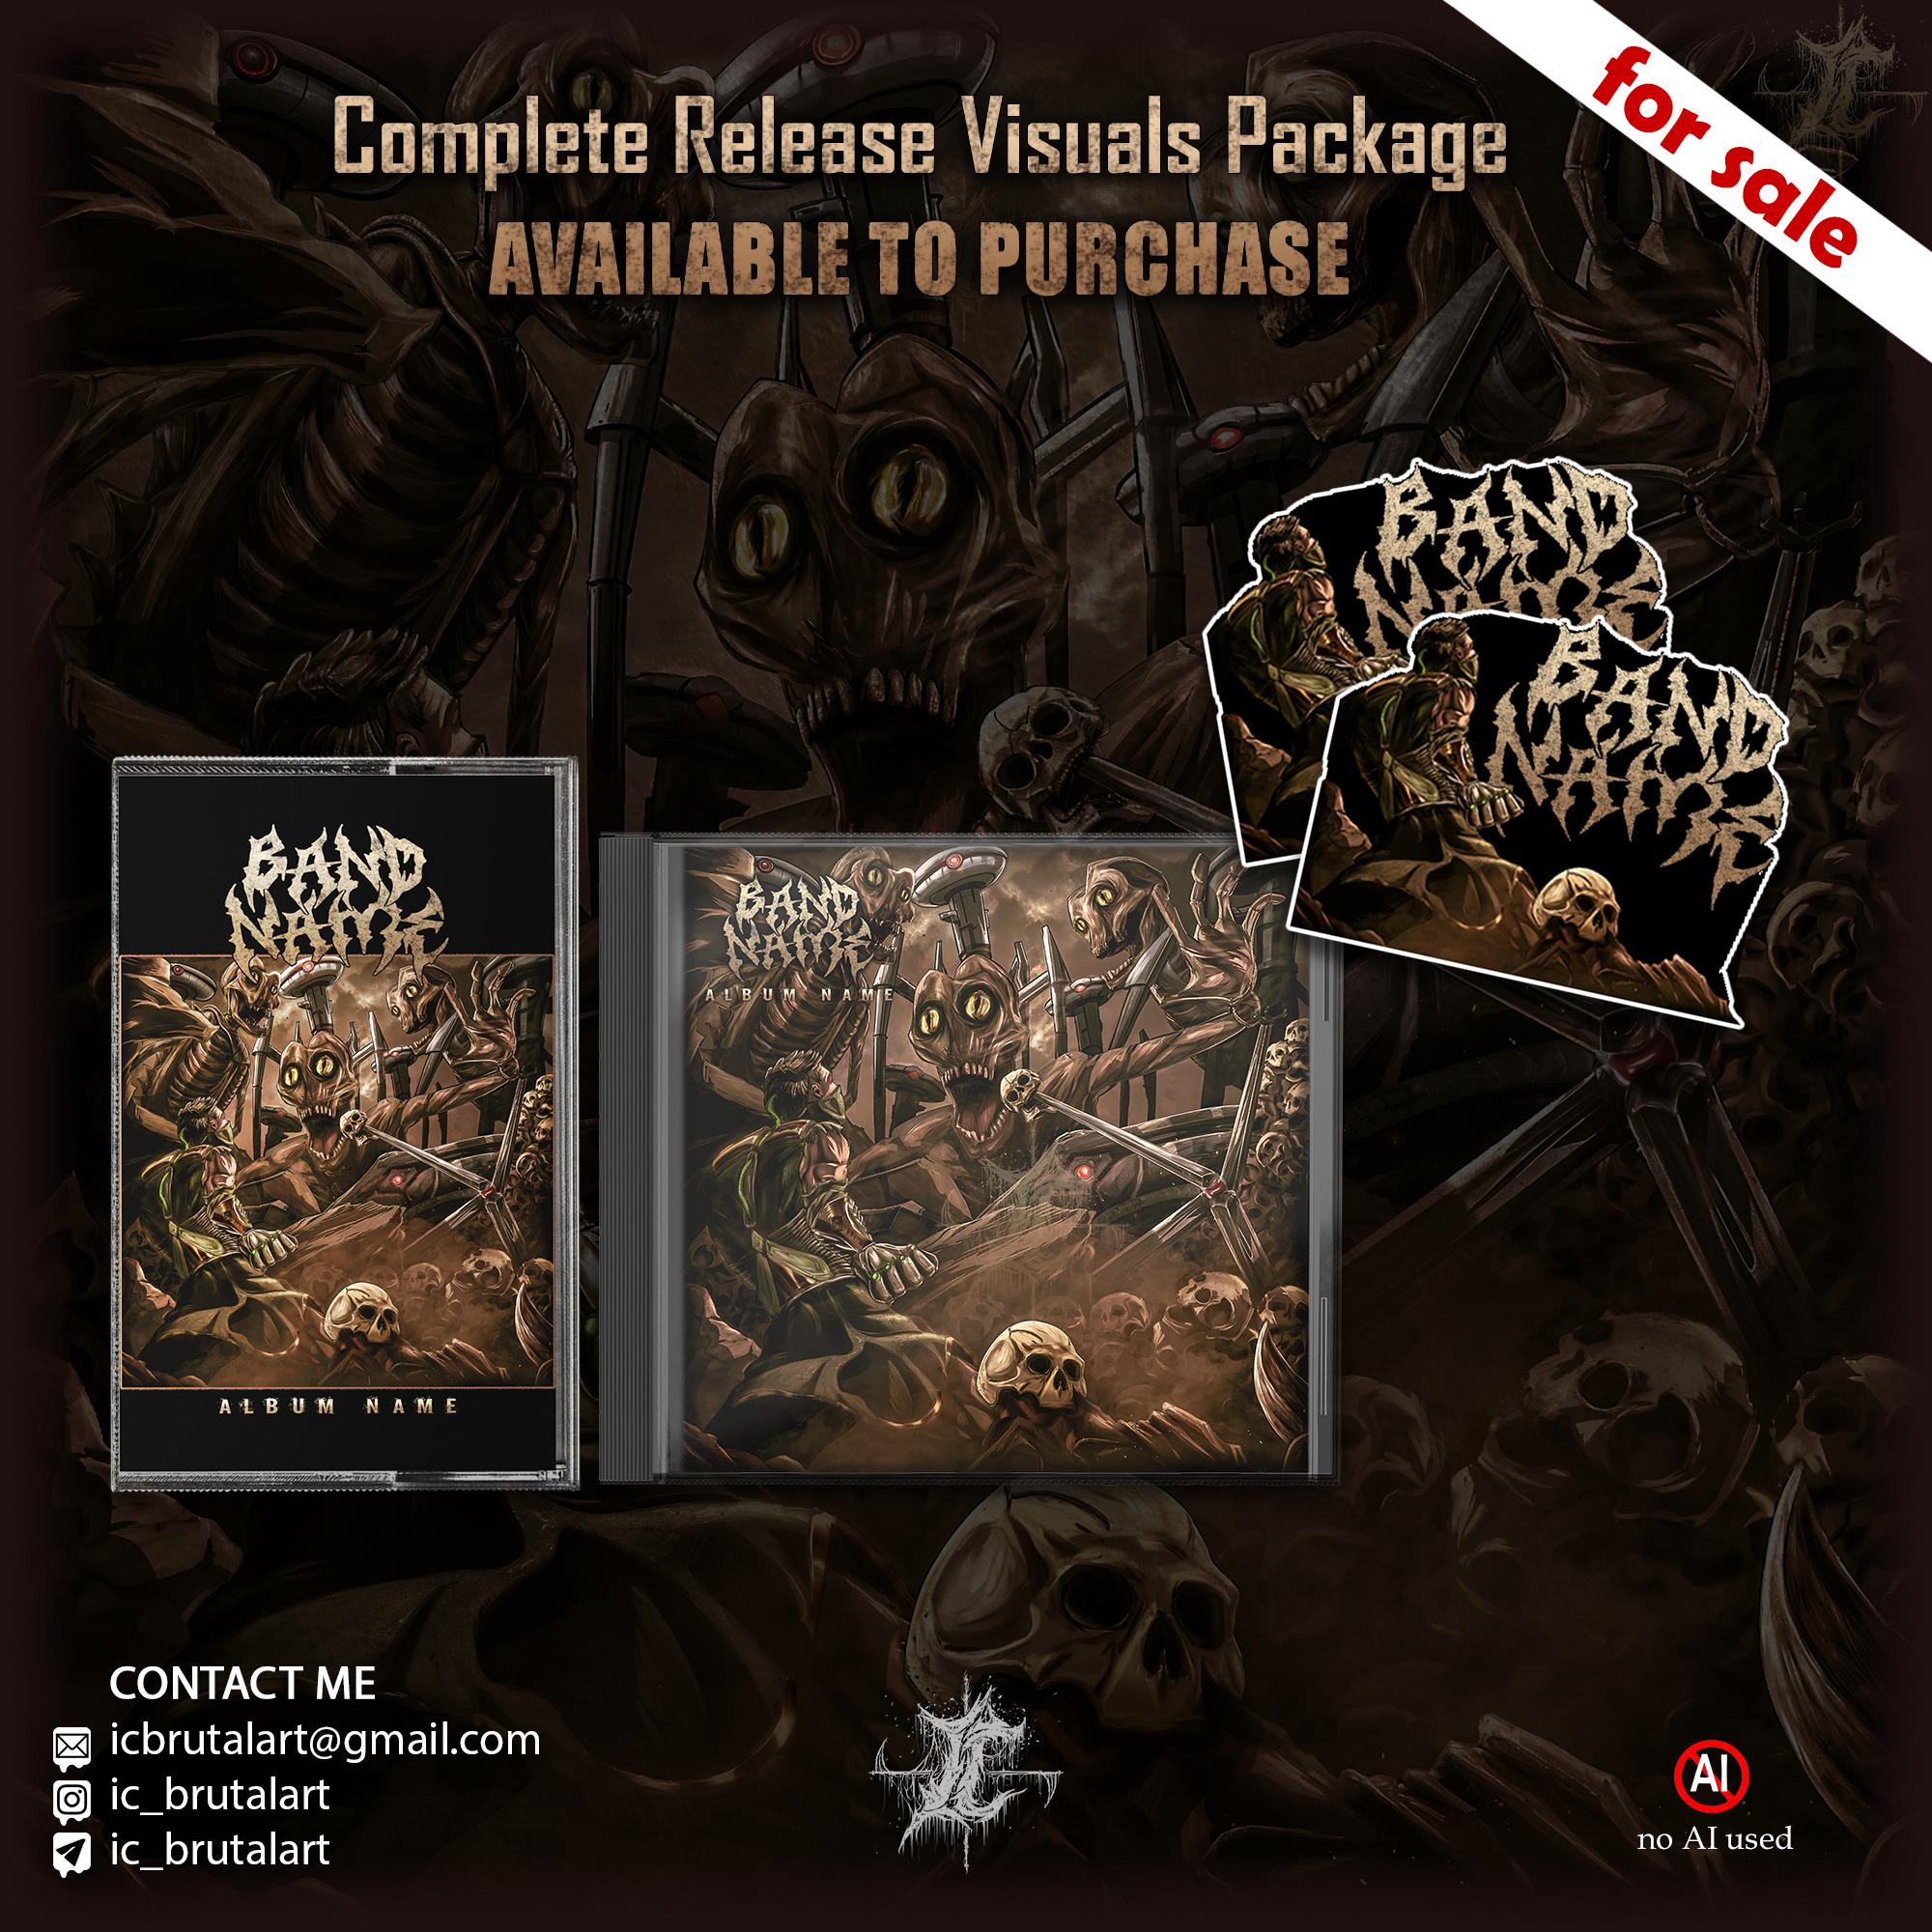 Complete Release Visuals Package
AVAILABLE TO PURCHASE
for sale
BAND
NAME
BAND
NAME
BAND
NAME
ALBUM NAME
BAND
NAME
ALBUM NAME
CONTACT ME
icbrutalart@gmail.com
ic_brutalart
ic_brutalart
IC
AI
no AI used